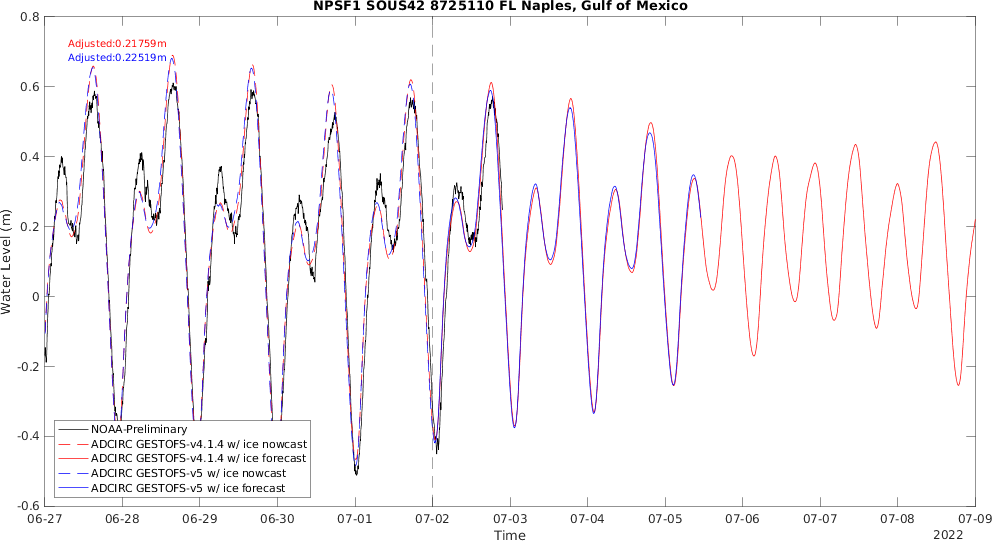 NPSF1 SOUS42 8725110 FL Naples, Gulf of Mexico
0.8
Adjusted:0.21759m
Adjusted:0.22519m
0.6
0.4
0.2
0
-0.2
-0.4
-0.6
Water Level (m)
NOAA-Preliminary
ADCIRC GESTOFS-v4.1.4 w/ ice nowcast
ADCIRC GESTOFS-v4.1.4 w/ ice forecast
ADCIRC GESTOFS-v5 w/ ice nowcast
ADCIRC GESTOFS-v5 w/ ice forecast
06-27 06-28 06-29 06-30 07-01 07-02 07-03 07-04 07-05 07-06 07-07 07-08 07-09
Time
2022